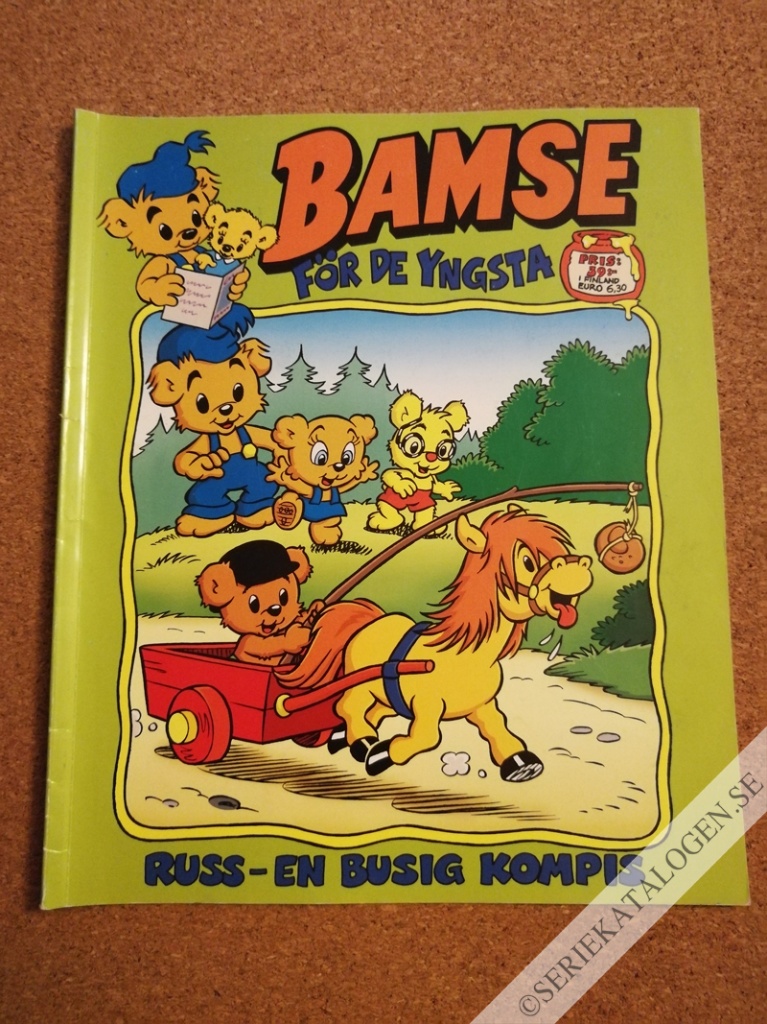 BAMSE
FÖR DE YNGSTA
PRIS:
39:-
I FINLAND
EURO 6,30
RUSS-EN BUSIG KOMPIS
©SERIEKATALOGEN.SE